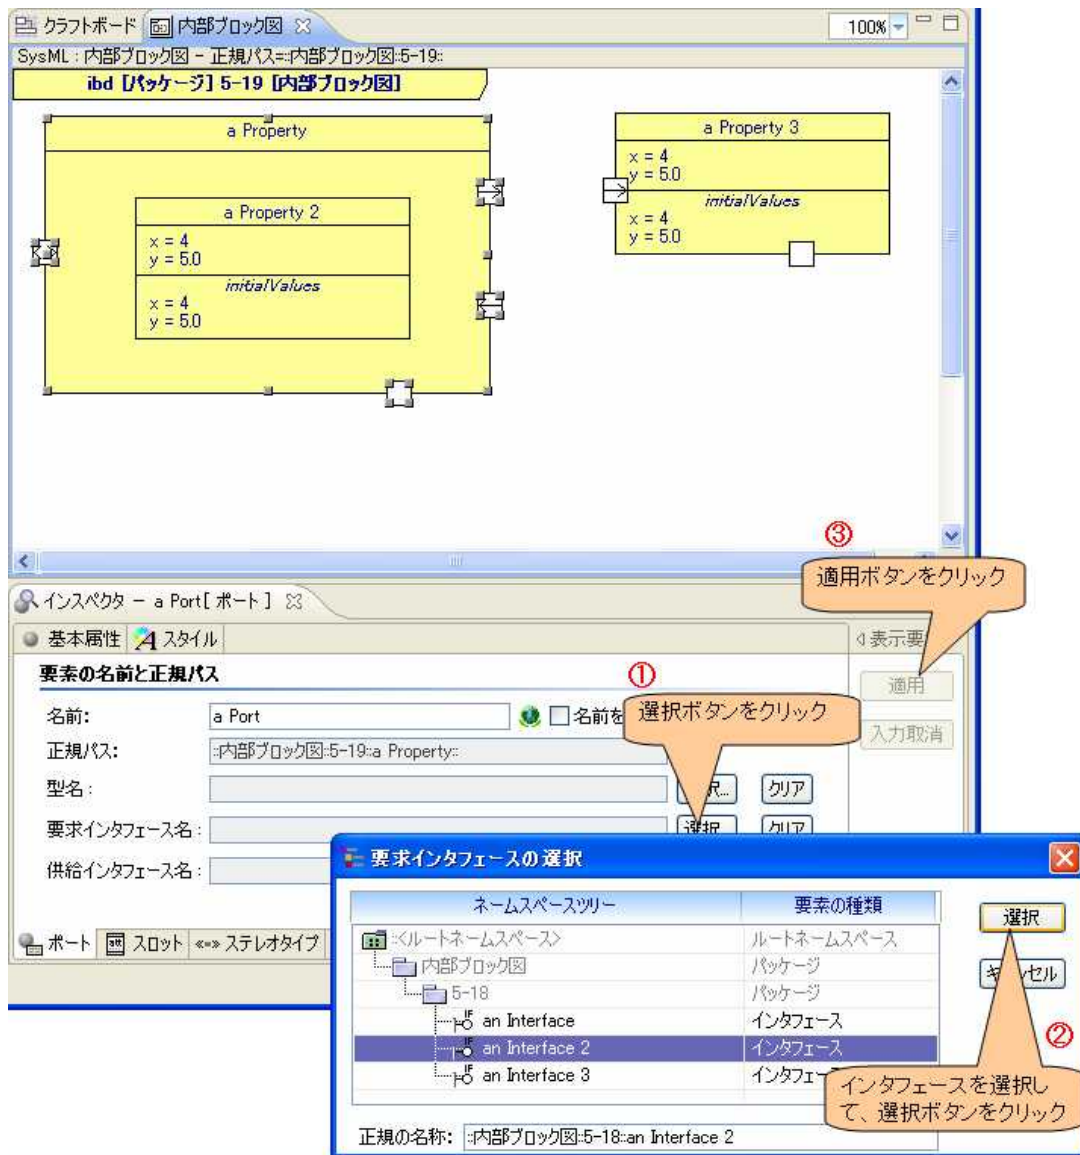 クラフトボード 内部ブロック図 100%
SysML : 内部ブロック図 - 正規パス=::内部ブロック図::5-19::
ibd [パッケージ] 5-19 [内部ブロック図]
a Property
a Property 2
x = 4
y = 5.0
initialValues
x = 4
y = 5.0
a Property 3
x = 4
y = 5.0
initialValues
x = 4
y = 5.0
③
適用ボタンをクリック
インスペクタ - a Port[ ポート ]
基本属性 スタイル
表示要
要素の名前と正規パス
適用
入力取消
①
選択ボタンをクリック
名前: a Port 名前を
正規パス: ::内部ブロック図::5-19::a Property::
型名 : クリア
要求インタフェース名 : 選択 クリア
供給インタフェース名 :
ポート スロット «=» ステレオタイプ
要求インタフェースの選択
ネームスペースツリー 要素の種類
::<ルートネームスペース> ルートネームスペース
内部ブロック図 パッケージ
5-18 パッケージ
an Interface インタフェース
an Interface 2 インタフェース
an Interface 3 インタフェース
選択
キャンセル
②
インタフェースを選択し
て、選択ボタンをクリック
正規の名称: ::内部ブロック図::5-18::an Interface 2